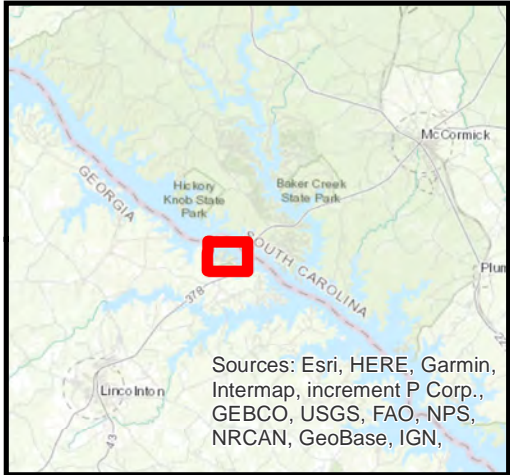 McCormick
GEORGIA
Hickory
Knob State
Park
Baker Creek
State Park
SOUTH CAROLINA
Plum
378
Lincolnton
43
Sources: Esri, HERE, Garmin,
Intermap, increment P Corp.,
GEBCO, USGS, FAO, NPS,
NRCAN, GeoBase, IGN,